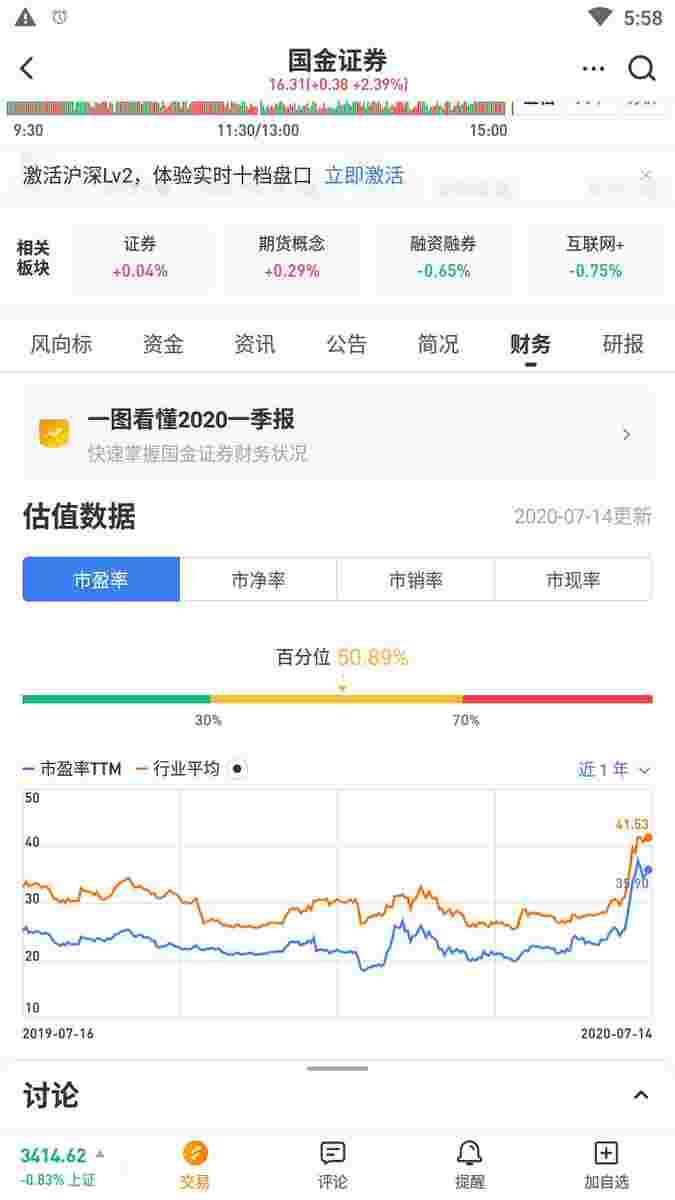 5:58
国金证券
16.31(+0.38 +2.39%)
9:30 11:30/13:00 15:00
激活沪深Lv2，体验实时十档盘口 立即激活
相关板块
证券 期货概念 融资融券 互联网+
+0.04% +0.29% -0.65% -0.75%
风向标 资金 资讯 公告 简况 财务 研报
一图看懂2020一季报
快速掌握国金证券财务状况
估值数据 2020-07-14更新
市盈率 市净率 市销率 市现率
百分位 50.89%
30% 70%
市盈率TTM 行业平均 近1年
50
41.53
40
35.90
30
20
10
2019-07-16 2020-07-14
讨论
3414.62
-0.83% 上证
交易 评论 提醒 加自选